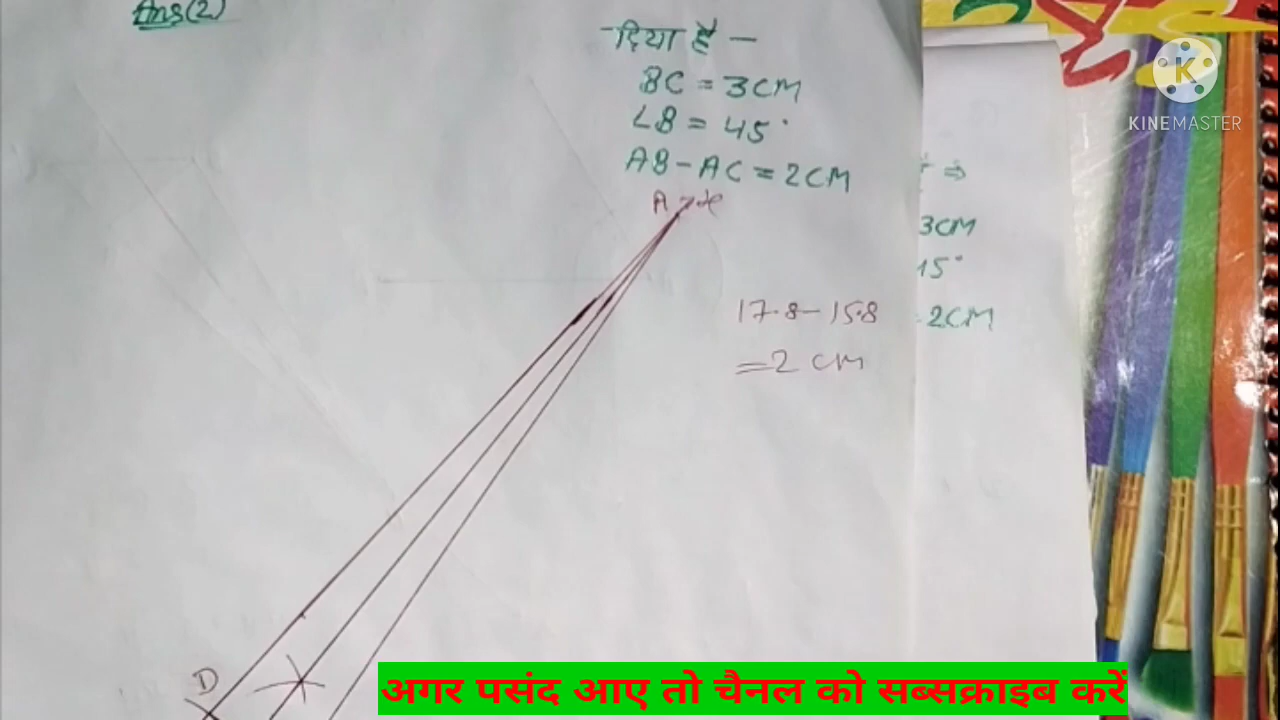 Ans(2)
दिया है —
BC = 3CM
∠B = 45°
AB - AC = 2CM
A
17.8 - 15.8
= 2 CM
D
⇒
3CM
45°
2CM
K
KINEMASTER
अगर पसंद आए तो चैनल को सब्सक्राइब करें